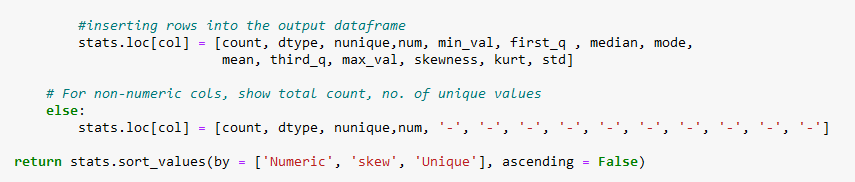 #inserting rows into the output dataframe
stats.loc[col] = [count, dtype, nunique,num, min_val, first_q , median, mode,
mean, third_q, max_val, skewness, kurt, std]
# For non-numeric cols, show total count, no. of unique values
else:
stats.loc[col] = [count, dtype, nunique,num, '-', '-', '-', '-', '-', '-', '-', '-', '-', '-']
return stats.sort_values(by = ['Numeric', 'skew', 'Unique'], ascending = False)